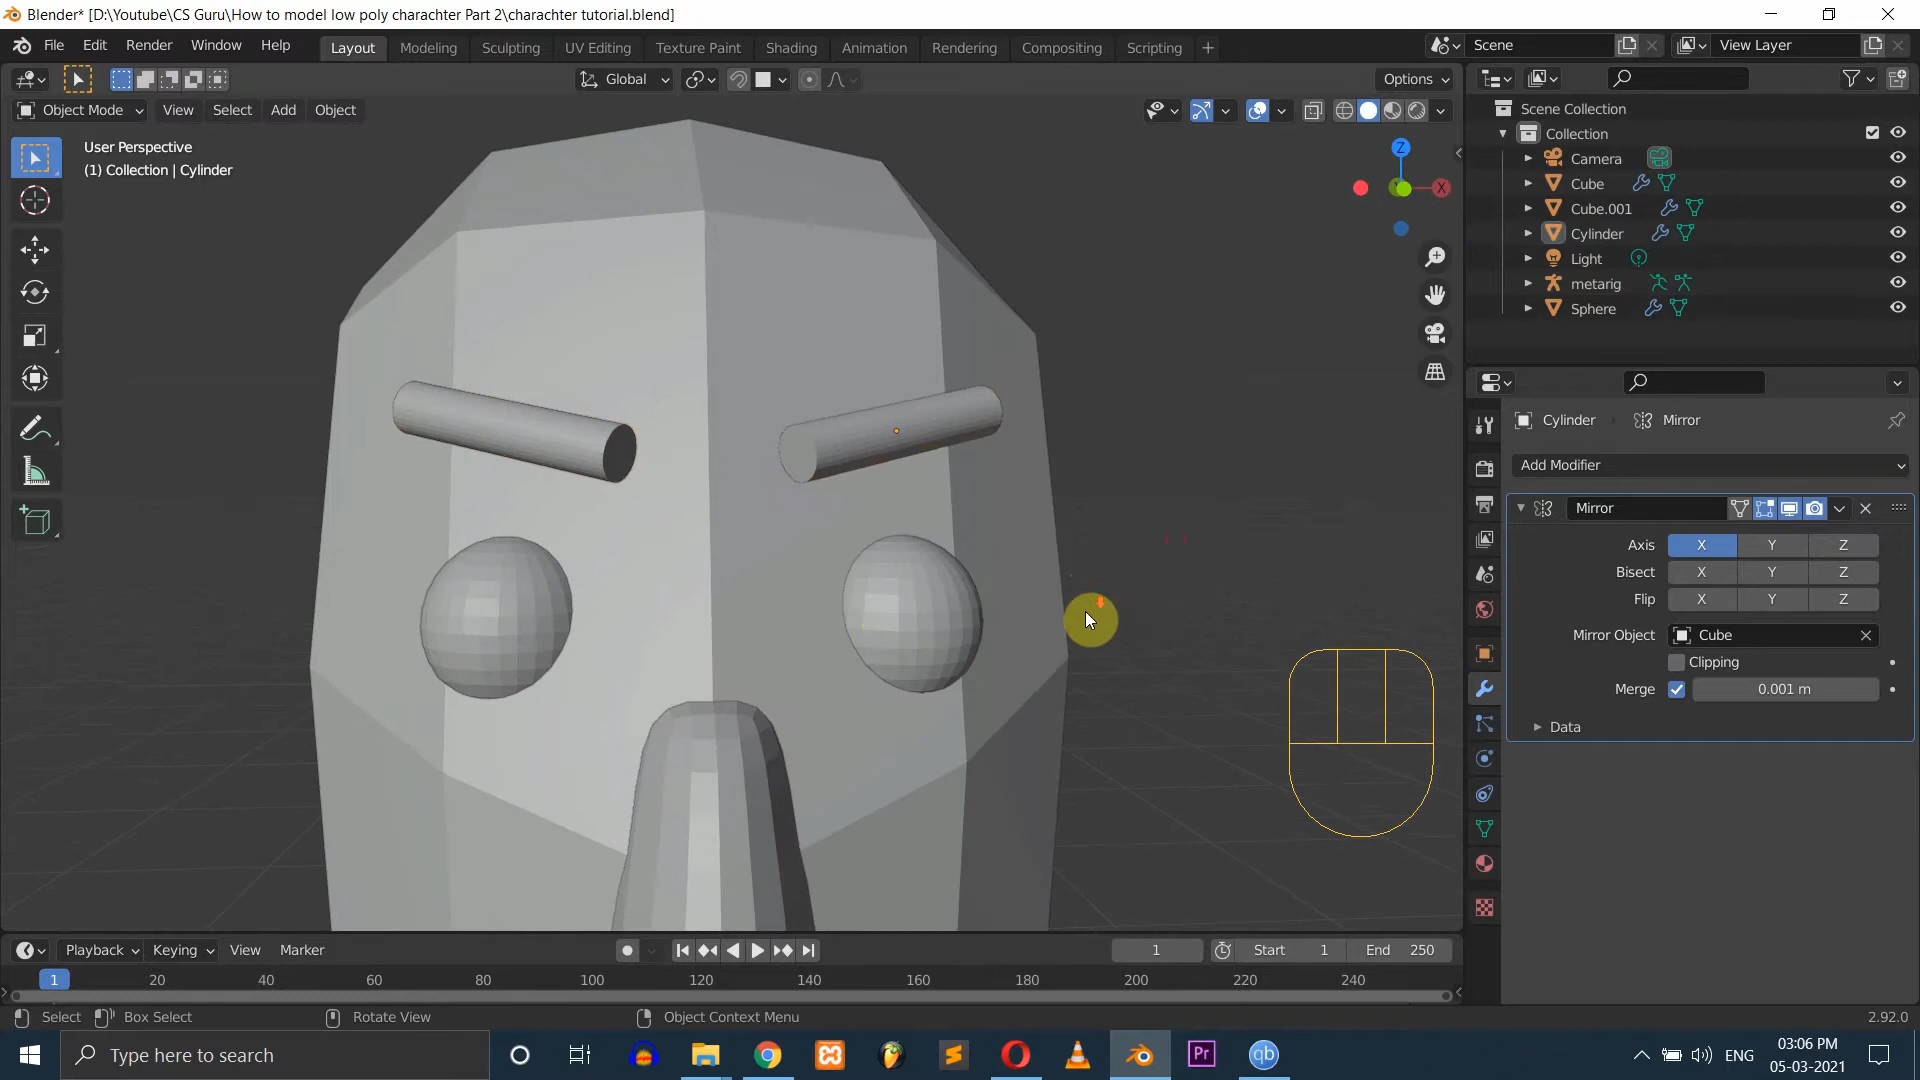 Blender* [D:\Youtube\CS Guru\How to model low poly charachter Part 2\charachter tutorial.blend]
File Edit Render Window Help Layout Modeling Sculpting UV Editing Texture Paint Shading Animation Rendering Compositing Scripting + Scene View Layer
Global Options
Object Mode View Select Add Object
User Perspective
(1) Collection | Cylinder
Z
X
Y
Scene Collection
Collection
Camera
Cube
Cube.001
Cylinder
Light
metarig
Sphere
Cylinder Mirror
Add Modifier
Mirror
Axis X Y Z
Bisect X Y Z
Flip X Y Z
Mirror Object Cube
Clipping
Merge 0.001 m
Data
Playback Keying View Marker 1 Start 1 End 250
1 20 40 60 80 100 120 140 160 180 200 220 240
Select Box Select Rotate View Object Context Menu 2.92.0
Type here to search
Pr
qb
ENG
03:06 PM
05-03-2021